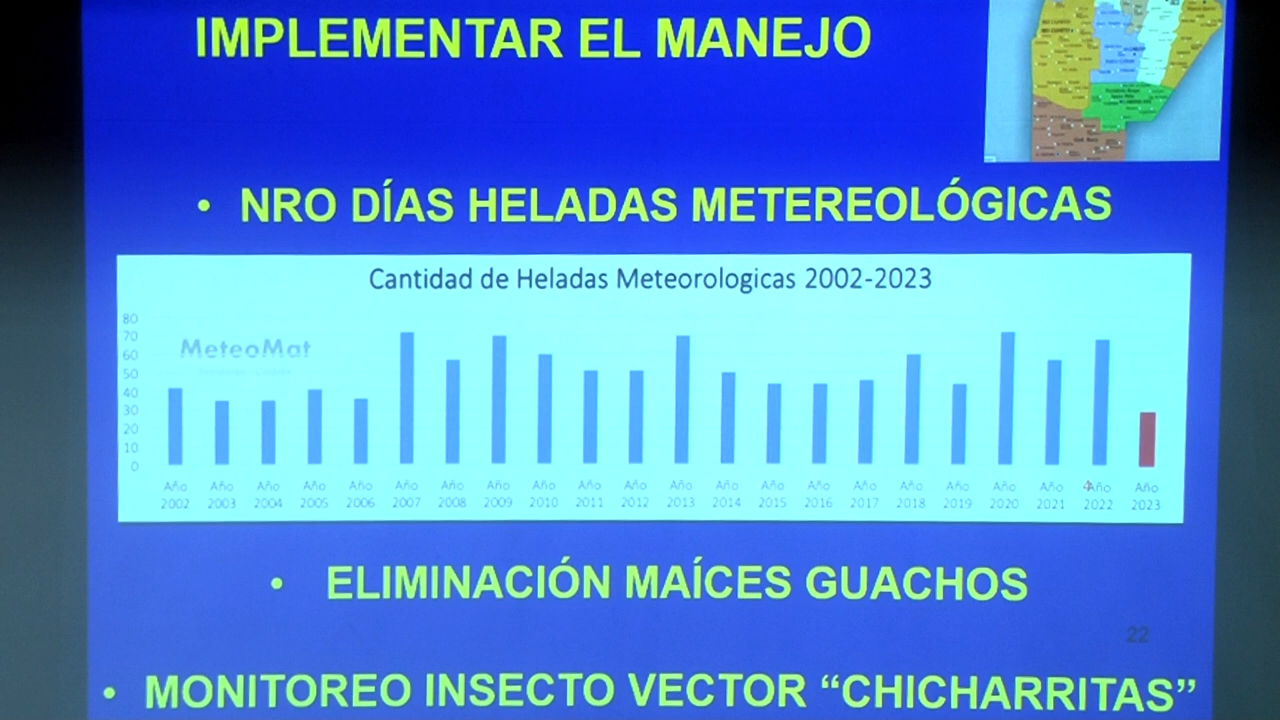 IMPLEMENTAR EL MANEJO
• NRO DÍAS HELADAS METEREOLÓGICAS
Cantidad de Heladas Meteorologicas 2002-2023
MeteoMat
80
70
60
50
40
30
20
10
0
Año 2002
Año 2003
Año 2004
Año 2005
Año 2006
Año 2007
Año 2008
Año 2009
Año 2010
Año 2011
Año 2012
Año 2013
Año 2014
Año 2015
Año 2016
Año 2017
Año 2018
Año 2019
Año 2020
Año 2021
Año 2022
Año 2023
• ELIMINACIÓN MAÍCES GUACHOS
22
• MONITOREO INSECTO VECTOR “CHICHARRITAS”